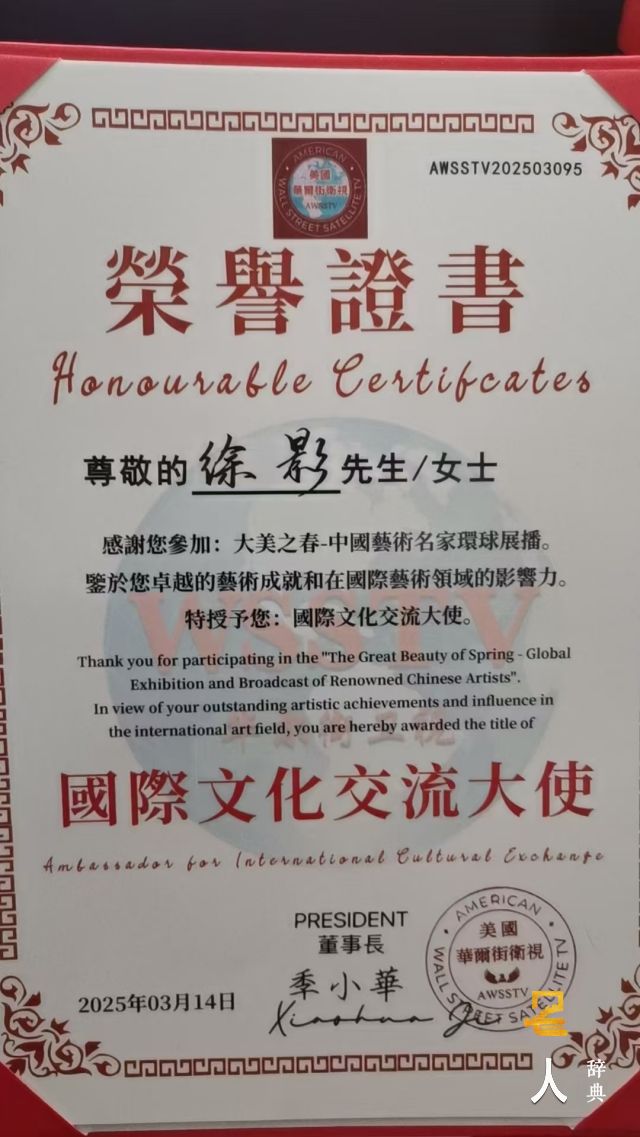 AWSSTV202503095
AMERICAN
美國
華爾街衛視
AWSSTV
WALL STREET SATELLITE TV
榮譽證書
Honourable Certifcates
尊敬的 徐影 先生/女士
感謝您參加：大美之春-中國藝術名家環球展播。
鑒於您卓越的藝術成就和在國際藝術領域的影響力。
特授予您：國際文化交流大使。
WSSTV
Thank you for participating in the "The Great Beauty of Spring - Global
Exhibition and Broadcast of Renowned Chinese Artists".
In view of your outstanding artistic achievements and influence in
the international art field, you are hereby awarded the title of
國際文化交流大使
Ambassador for International Cultural Exchange
PRESIDENT
董事長
季小華
Xiaohua Ji
2025年03月14日
AMERICAN
美國
華爾街衛視
AWSSTV
WALL STREET SATELLITE TV
名人辞典